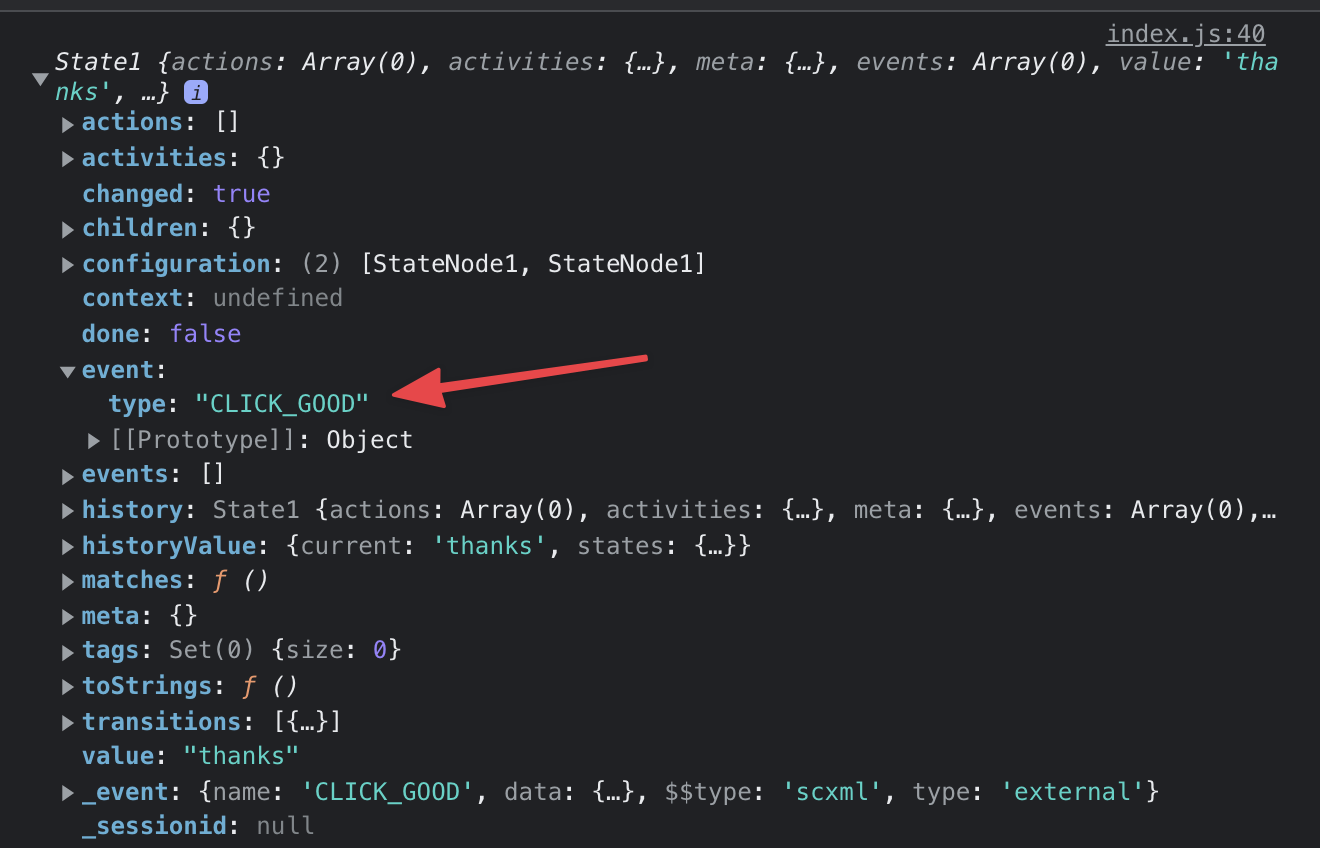 index.js:40
State1 {actions: Array(0), activities: {…}, meta: {…}, events: Array(0), value: 'tha
nks', …} i
actions: []
activities: {}
changed: true
children: {}
configuration: (2) [StateNode1, StateNode1]
context: undefined
done: false
event:
type: "CLICK_GOOD"
[[Prototype]]: Object
events: []
history: State1 {actions: Array(0), activities: {…}, meta: {…}, events: Array(0),…
historyValue: {current: 'thanks', states: {…}}
matches: ƒ ()
meta: {}
tags: Set(0) {size: 0}
toStrings: ƒ ()
transitions: [{…}]
value: "thanks"
_event: {name: 'CLICK_GOOD', data: {…}, $$type: 'scxml', type: 'external'}
_sessionid: null